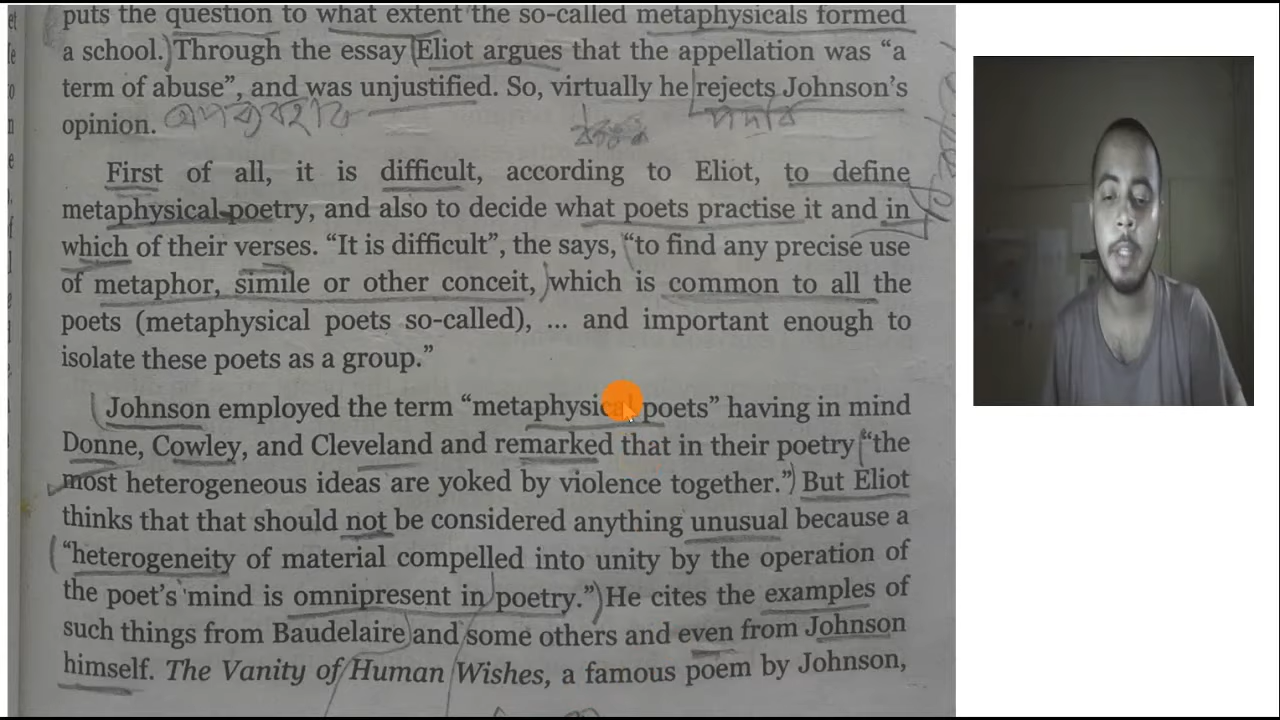 puts the question to what extent the so-called metaphysicals formed
a school. Through the essay Eliot argues that the appellation was “a
term of abuse”, and was unjustified. So, virtually he rejects Johnson’s
opinion. অপব্যবহার
First of all, it is difficult, according to Eliot, to define
metaphysical poetry, and also to decide what poets practise it and in
which of their verses. “It is difficult”, the says, “to find any precise use
of metaphor, simile or other conceit, which is common to all the
poets (metaphysical poets so-called), ... and important enough to
isolate these poets as a group.”
Johnson employed the term “metaphysical poets” having in mind
Donne, Cowley, and Cleveland and remarked that in their poetry “the
most heterogeneous ideas are yoked by violence together.” But Eliot
thinks that that should not be considered anything unusual because a
“heterogeneity of material compelled into unity by the operation of
the poet’s mind is omnipresent in poetry.” He cites the examples of
such things from Baudelaire and some others and even from Johnson
himself. The Vanity of Human Wishes, a famous poem by Johnson,